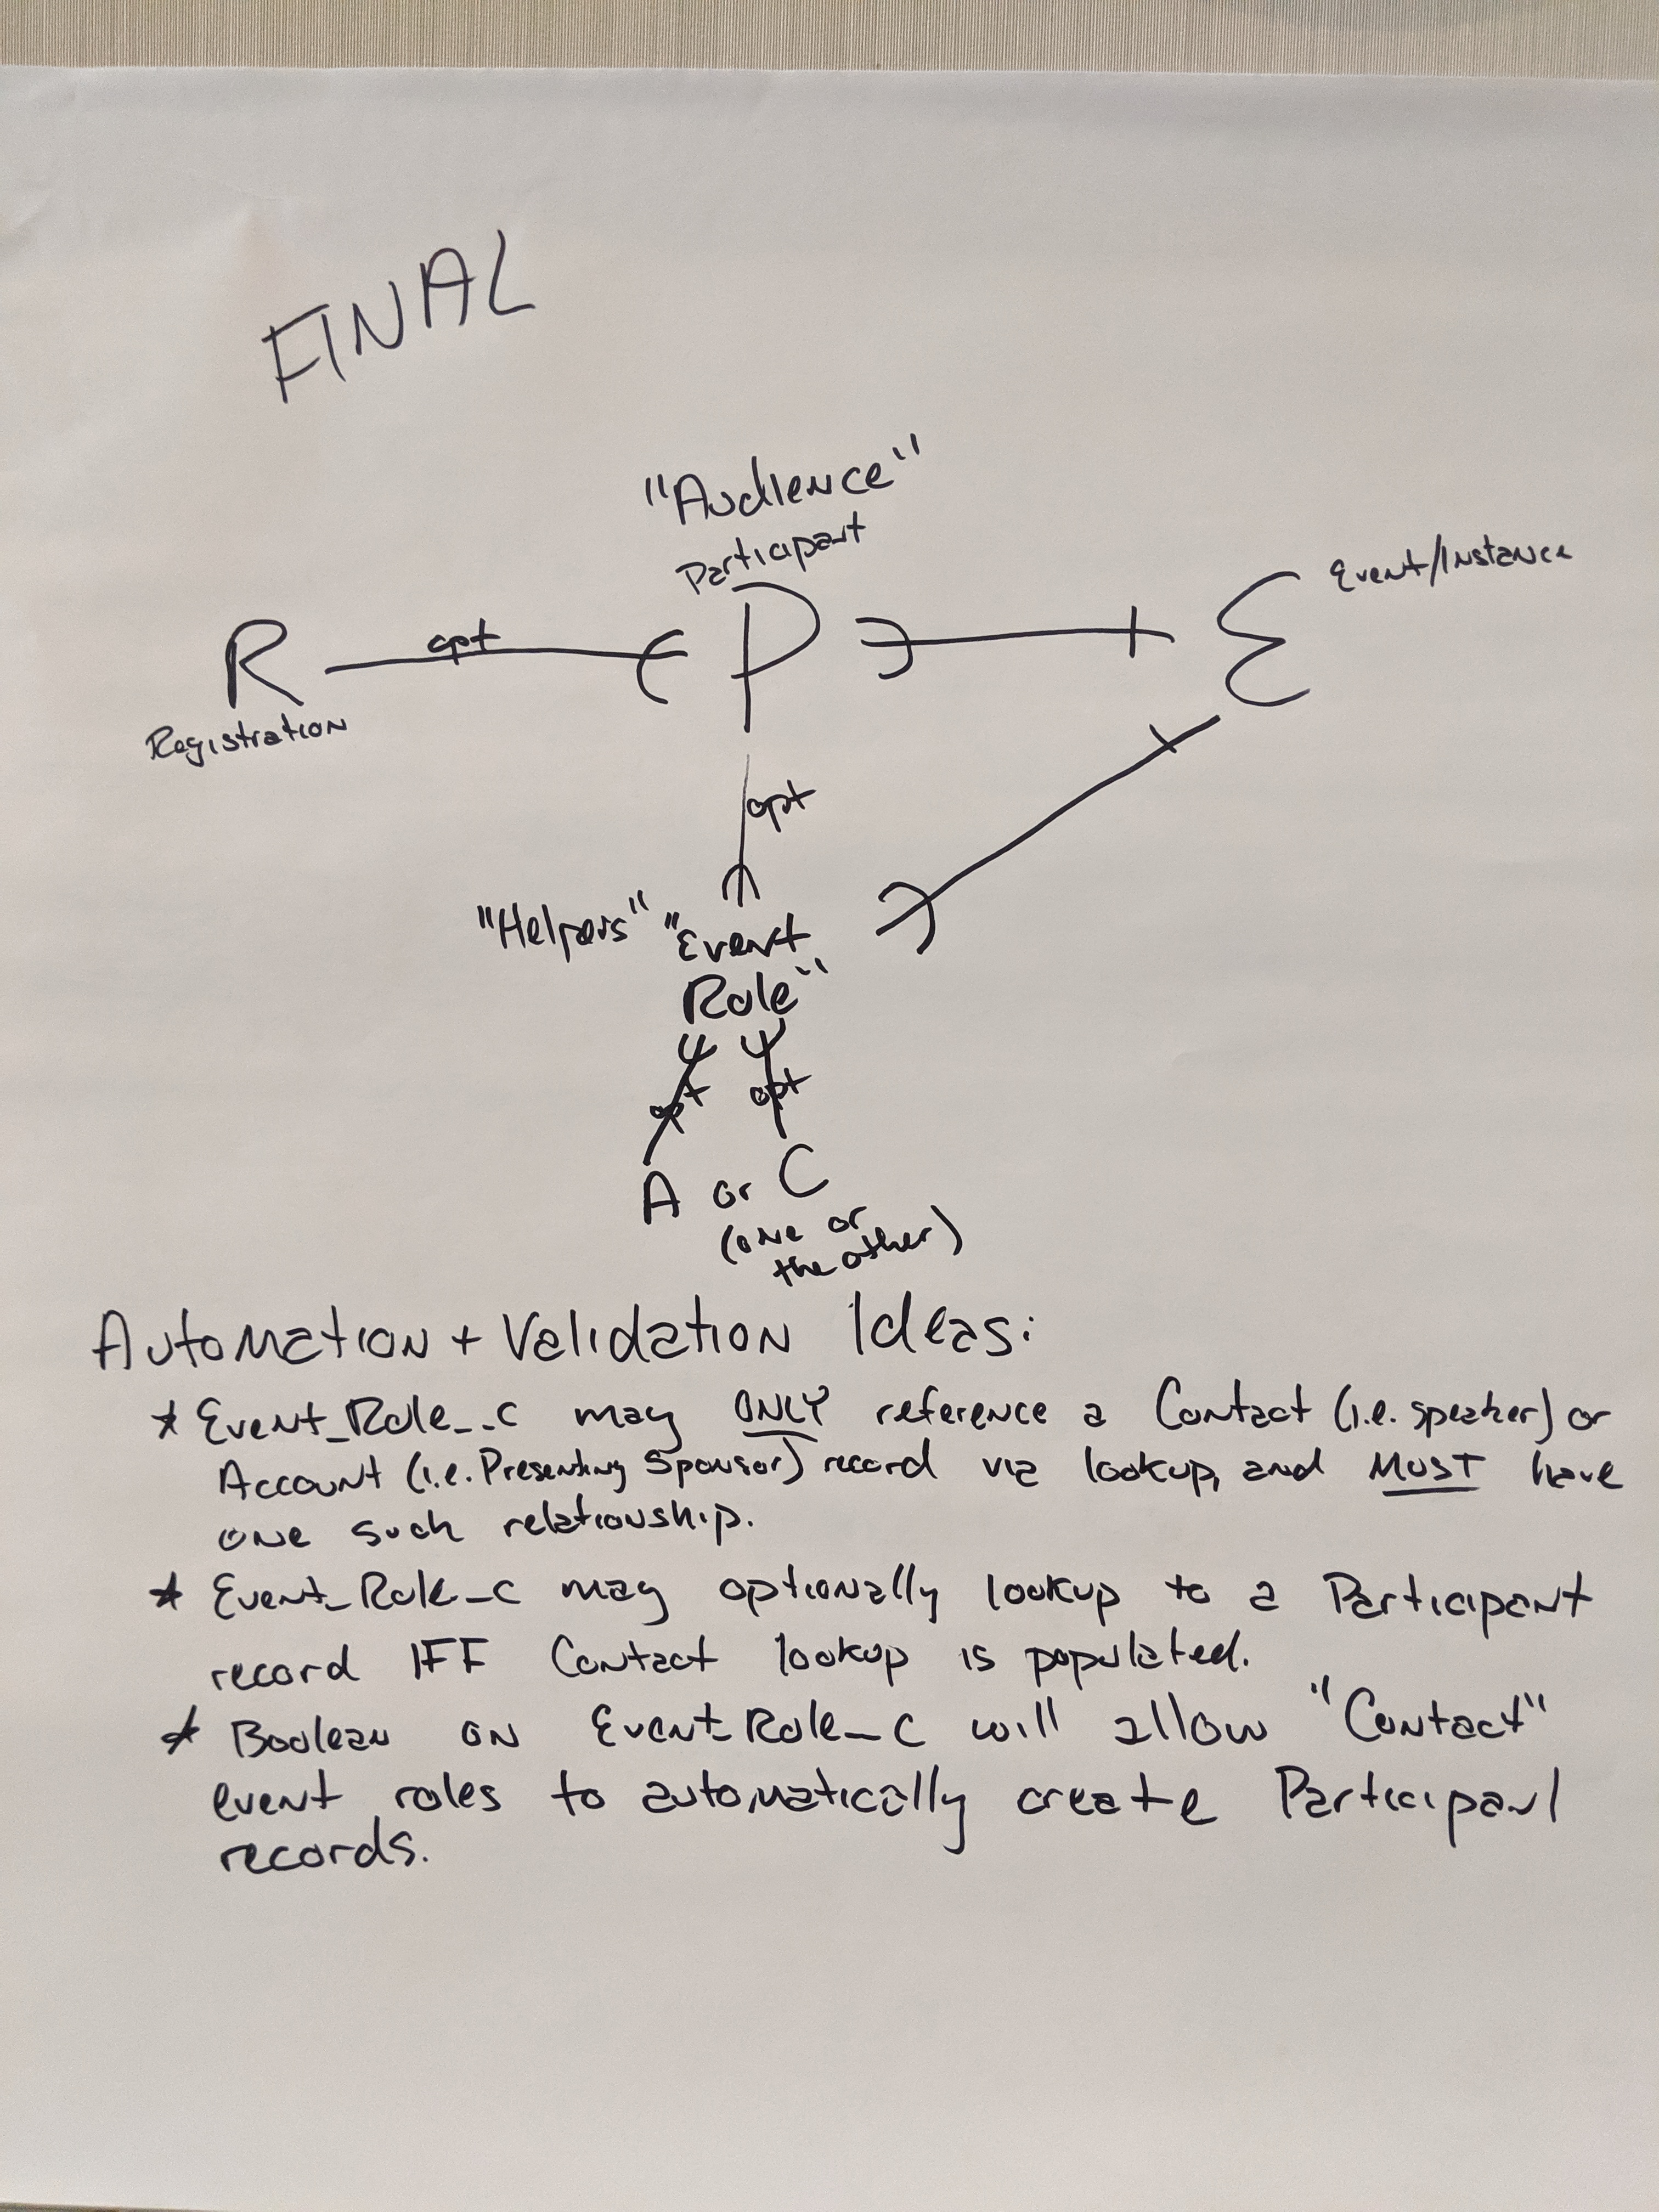 FINAL
"Audience"
Participant
Event/Instance
R opt P E
Registration
opt
"Helpers" "Event
Role"
opt opt
A or C
(one or
the other)
Automation + Validation Ideas:
* Event_Role__c may ONLY reference a Contact (i.e. speaker) or
Account (i.e. Presenting Sponsor) record via lookup, and MUST have
one such relationship.
* Event_Role_c may optionally lookup to a Participant
record IFF Contact lookup is populated.
* Boolean on Event_Role_c will allow "Contact"
event roles to automatically create Participant
records.